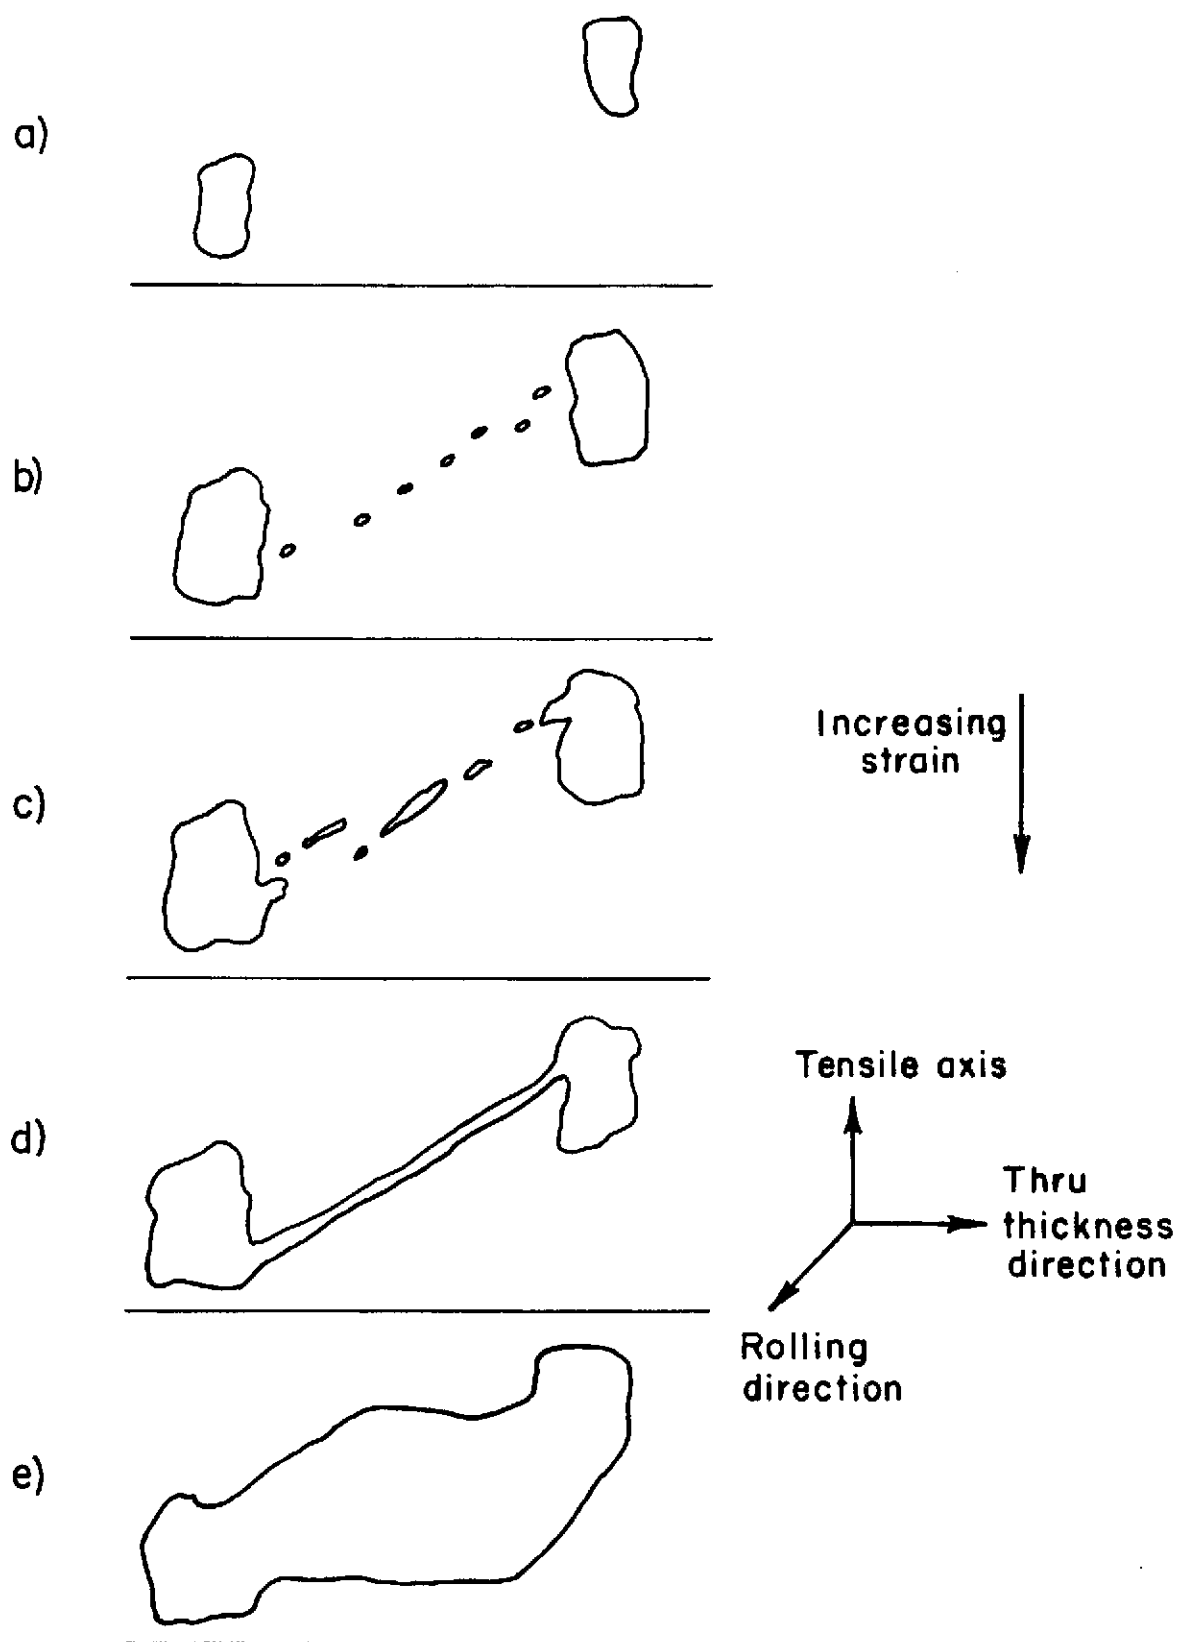 a)
b)
c)
Increasing
strain
d)
Tensile axis
Thru
thickness
direction
Rolling
direction
e)